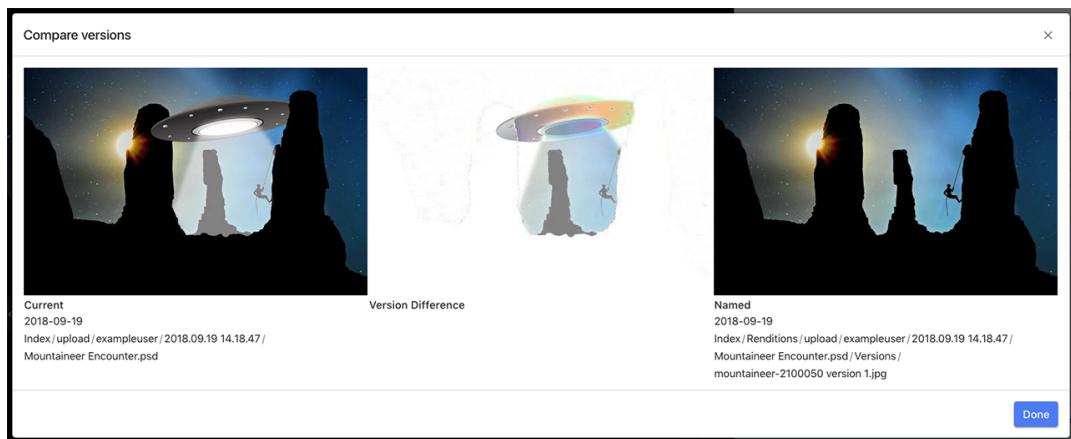 Compare versions
×
Current
2018-09-19
Index/upload/exampleuser/2018.09.19 14.18.47/
Mountaineer Encounter.psd
Version Difference
Named
2018-09-19
Index/Renditions/upload/exampleuser/2018.09.19 14.18.47/
Mountaineer Encounter.psd/Versions/
mountaineer-2100050 version 1.jpg
Done